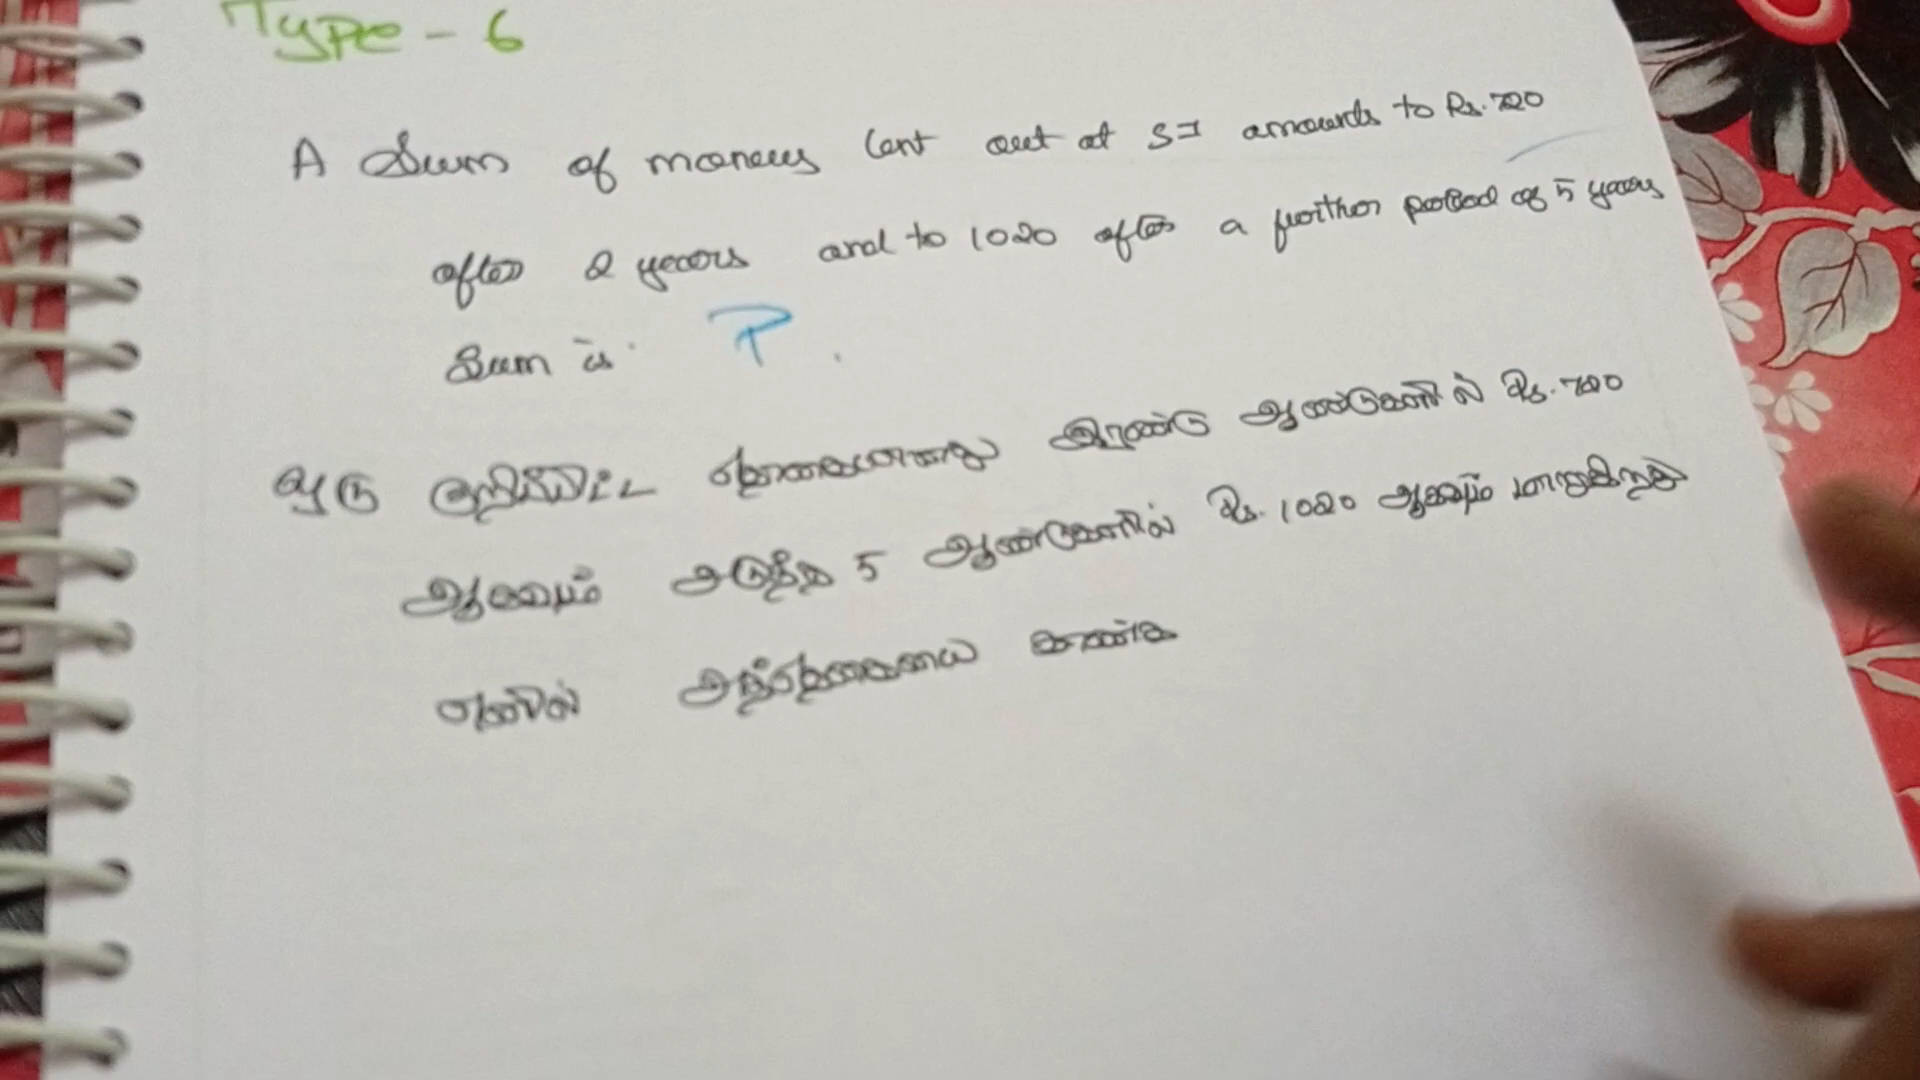 Type - 6
A Sum of money lent out at SI amounts to Rs. 720
after 2 years and to 1020 after a further period of 5 years
Sum is P .
ஒரு குறிப்பிட்ட தொகையானது இரண்டு ஆண்டுகளில் Rs. 720
ஆகவும் அடுத்த 5 ஆண்டுகளில் Rs. 1020 ஆகவும் மாறுகிறது
எனில் அத்தொகையை காண்க